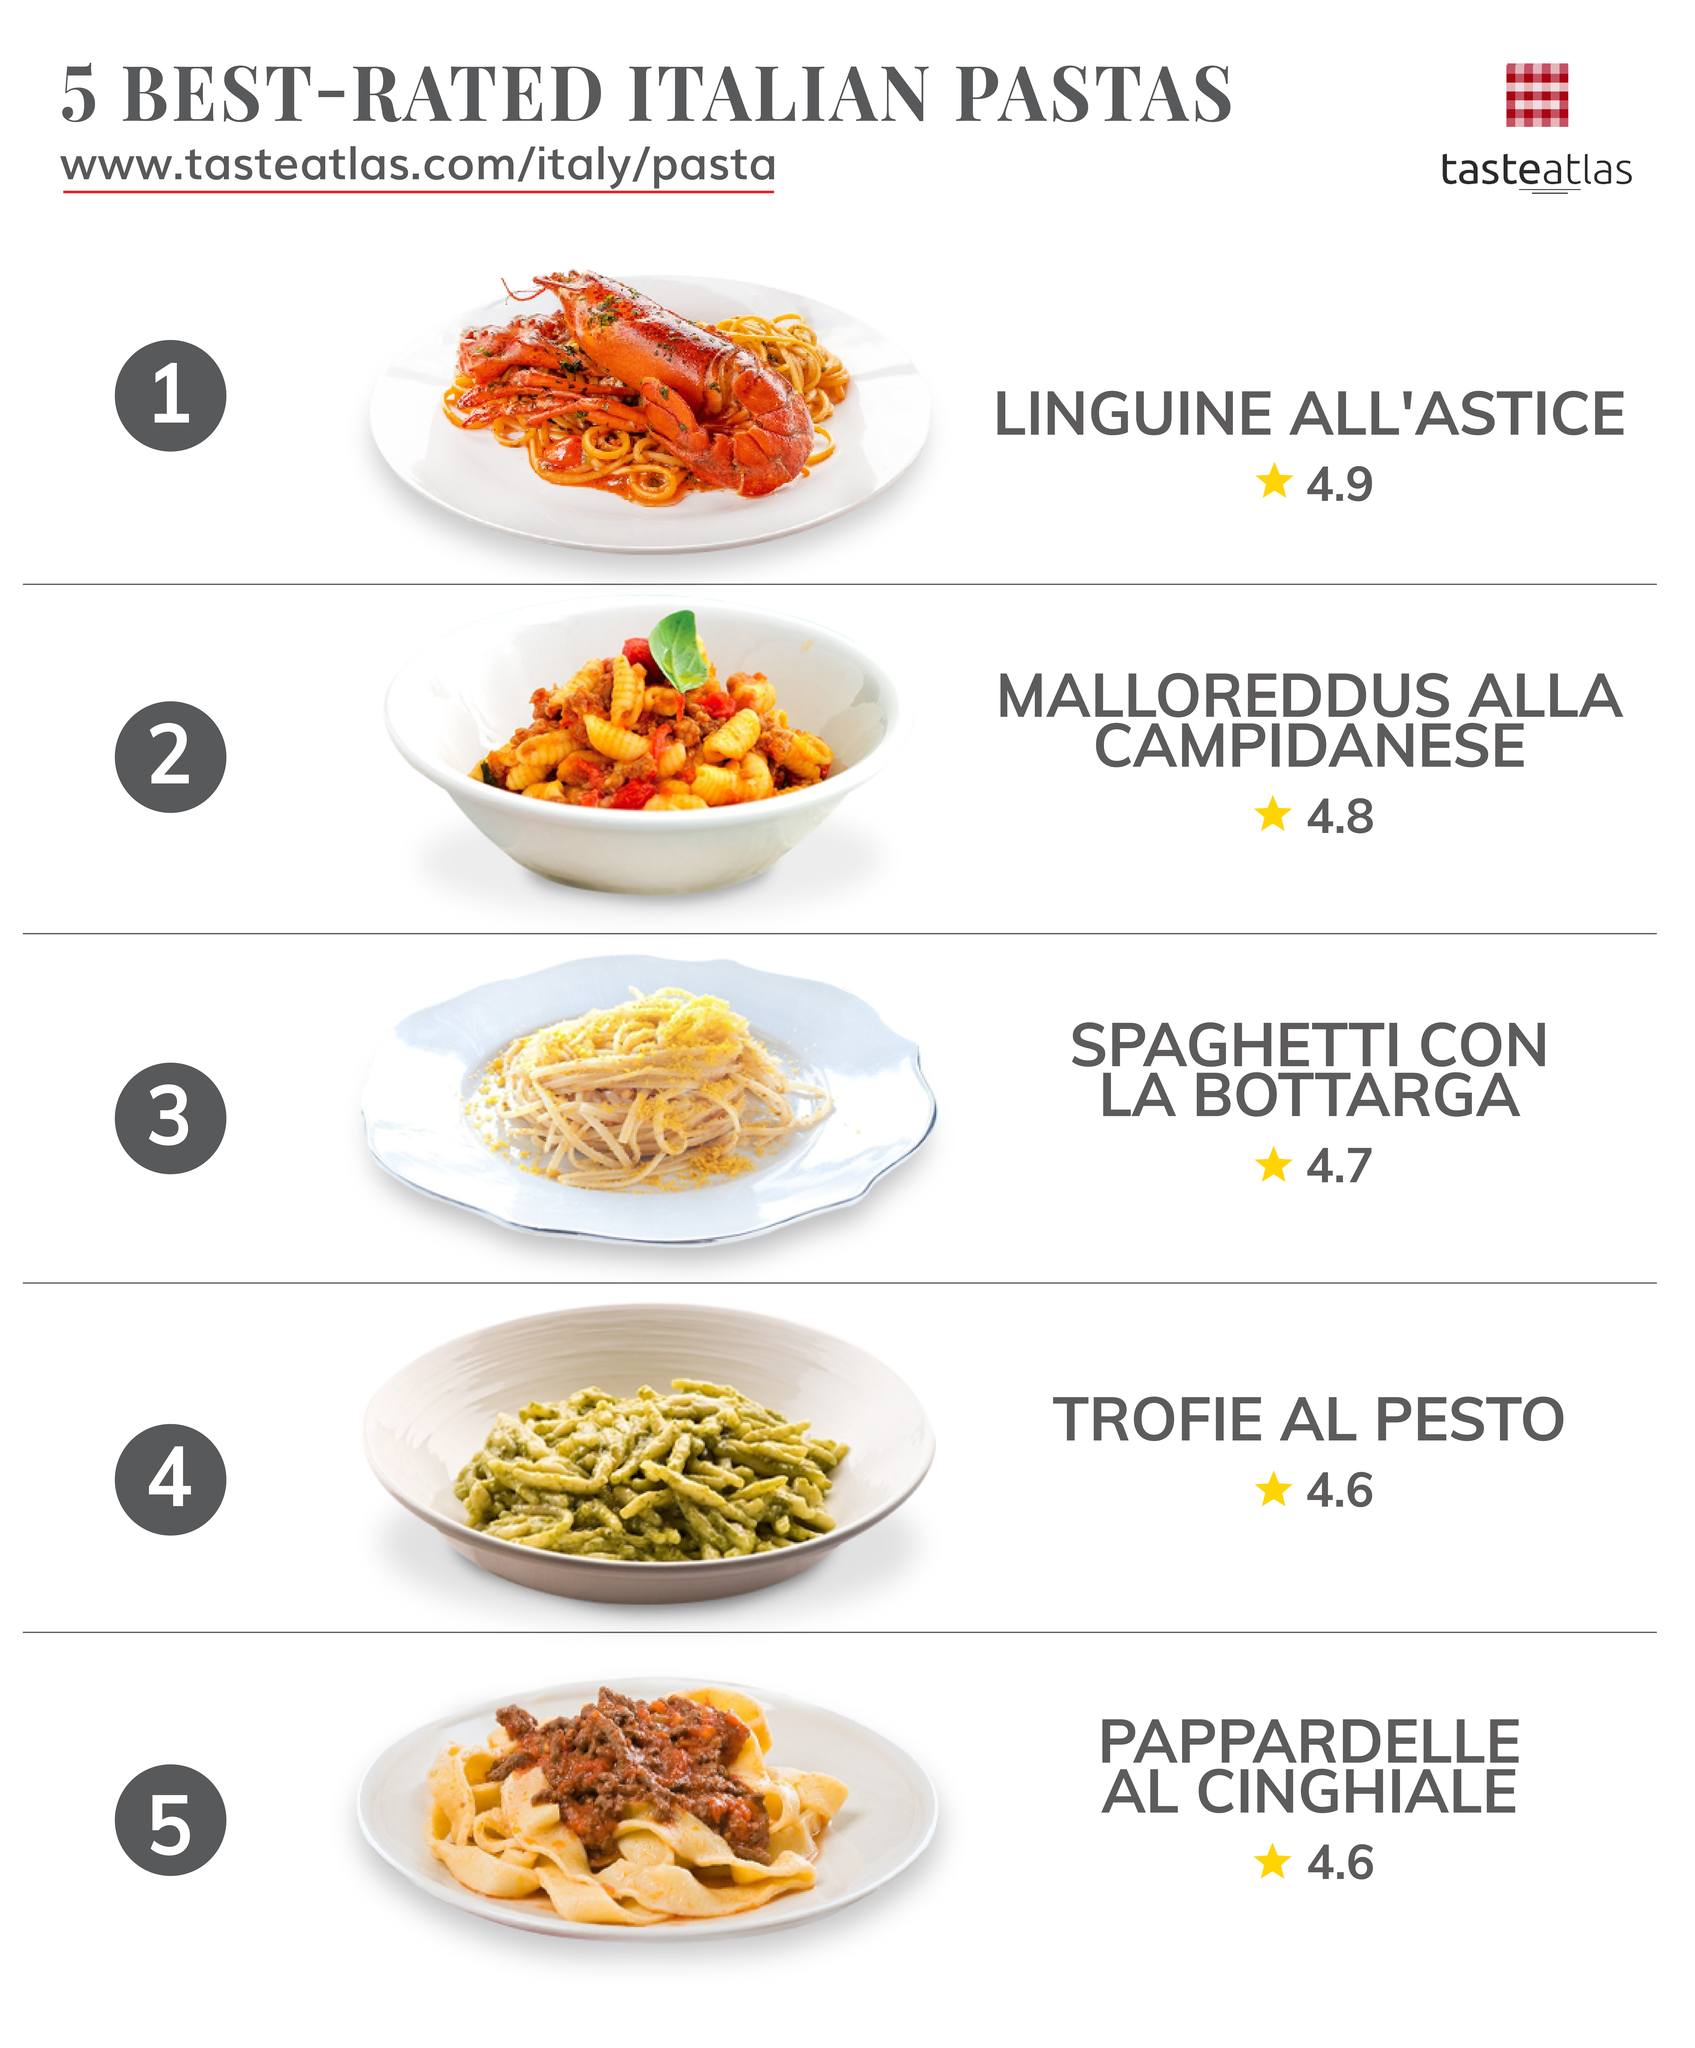 5 BEST-RATED ITALIAN PASTAS
www.tasteatlas.com/italy/pasta
tasteatlas
1
LINGUINE ALL'ASTICE
4.9
2
MALLOREDDUS ALLA
CAMPIDANESE
4.8
3
SPAGHETTI CON
LA BOTTARGA
4.7
4
TROFIE AL PESTO
4.6
5
PAPPARDELLE
AL CINGHIALE
4.6